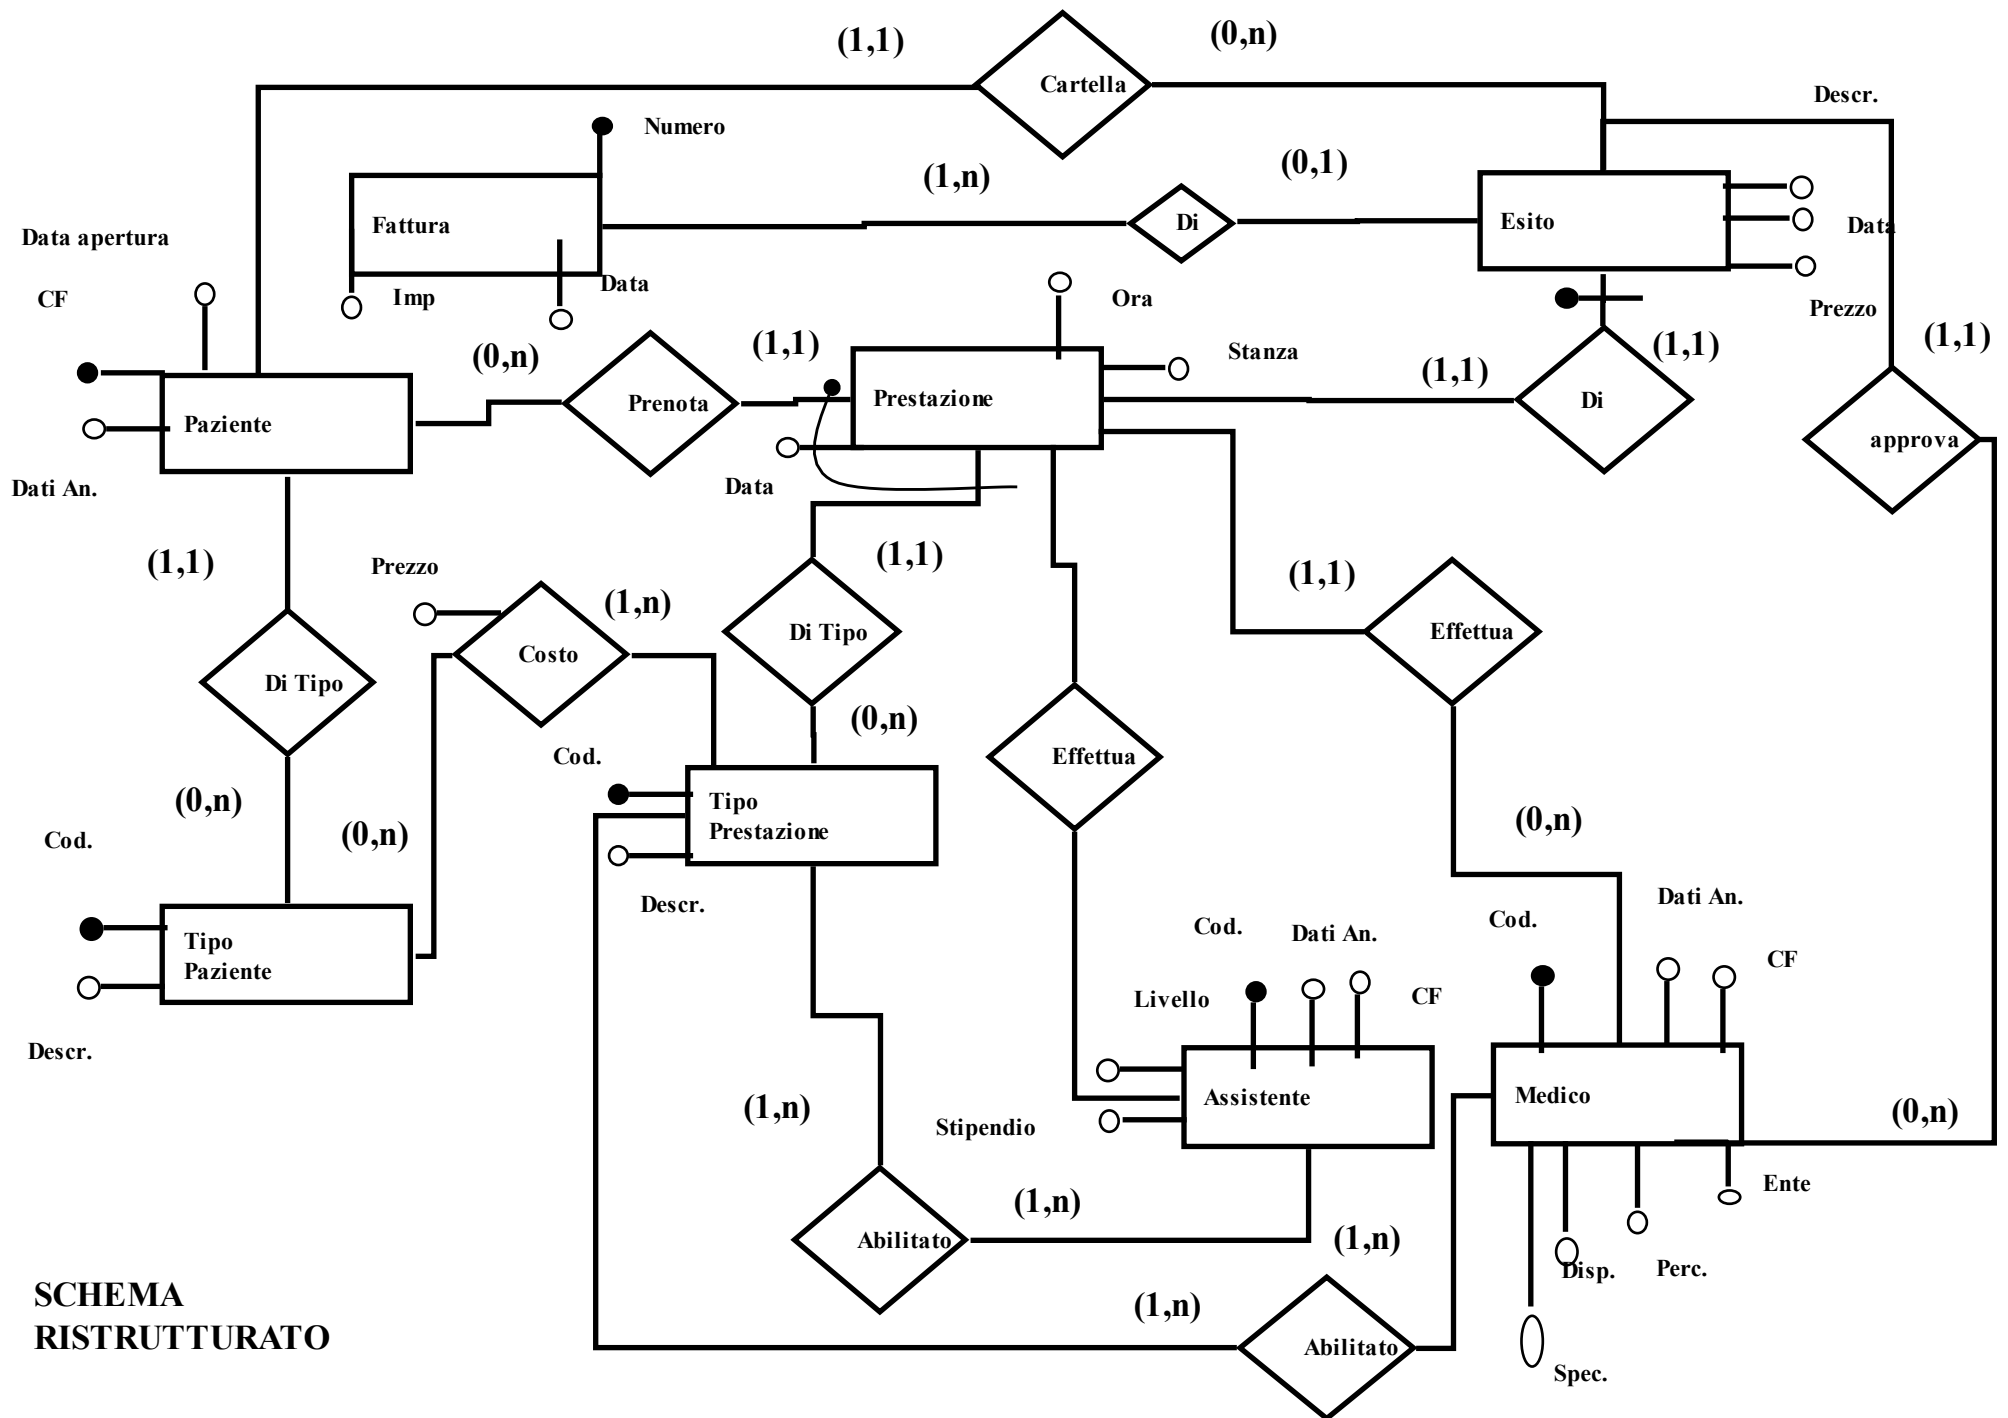 (0,n)
(1,1)
Cartella
Descr.
Numero
(0,1)
(1,n)
Fattura
Di
Esito
Data
Data apertura
Data
Imp
CF
Ora
Prezzo
(1,1)
(1,1)
(1,1)
Stanza
(0,n)
(1,1)
Prestazione
Di
Prenota
Paziente
approva
Data
Dati An.
(1,1)
(1,1)
Prezzo
(1,1)
(1,n)
Di Tipo
Effettua
Costo
Di Tipo
(0,n)
Cod.
Effettua
(0,n)
Tipo
Prestazione
(0,n)
(0,n)
Cod.
Descr.
Dati An.
Cod.
Cod.
Dati An.
Tipo
Paziente
CF
Livello
CF
Descr.
Assistente
Medico
(1,n)
(0,n)
Stipendio
Ente
(1,n)
Abilitato
(1,n)
Disp.
Perc.
SCHEMA
RISTRUTTURATO
(1,n)
Abilitato
Spec.